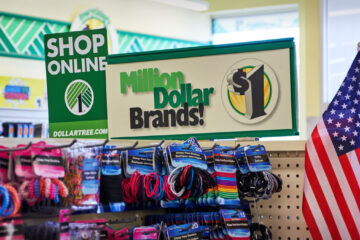 SHOP
ONLINE
DOLLARTREE.COM
Million
Dollar
Brands!
$1